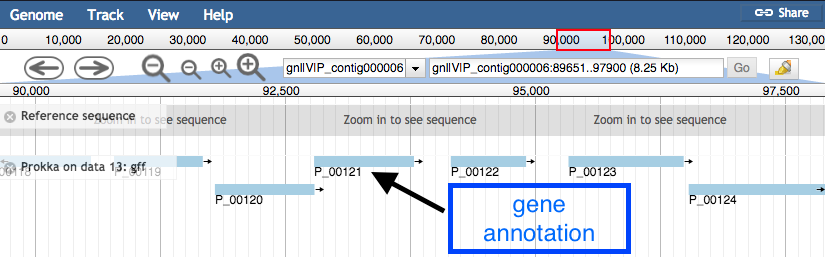 Genome Track View Help Share
0 10,000 20,000 30,000 40,000 50,000 60,000 70,000 80,000 90,000 100,000 110,000 120,000 130,000
gnl|VIP_contig000006 gnl|VIP_contig000006:89651..97900 (8.25 Kb) Go
90,000 92,500 95,000 97,500
Reference sequence Zoom in to see sequence Zoom in to see sequence Zoom in to see sequence
Prokka on data 13: gff P_00119 P_00121 P_00122 P_00123
P_00120 P_00124
gene
annotation